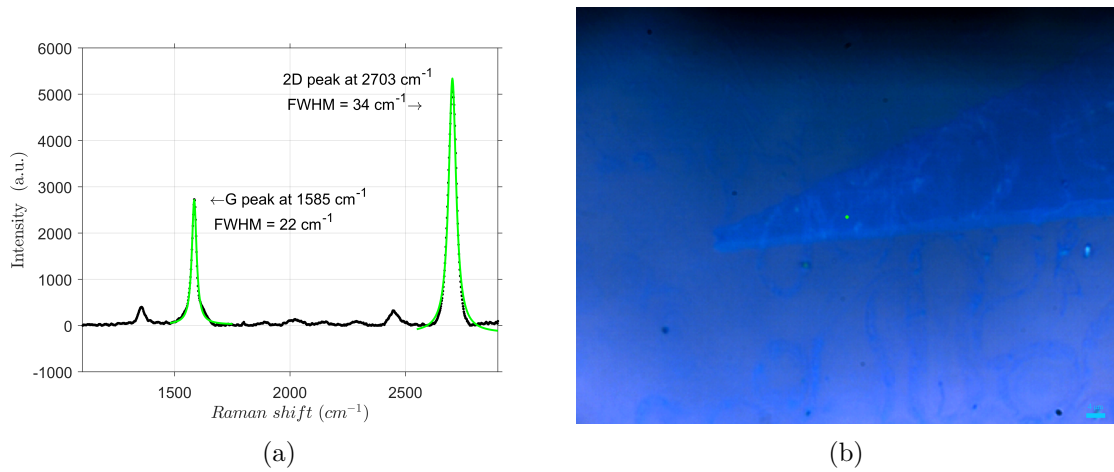 6000
5000
4000
3000
2000
1000
0
-1000
Intensity (a.u.)
2D peak at 2703 cm⁻¹
FWHM = 34 cm⁻¹→
←G peak at 1585 cm⁻¹
FWHM = 22 cm⁻¹
1500 2000 2500
Raman shift (cm⁻¹)
(a) (b)